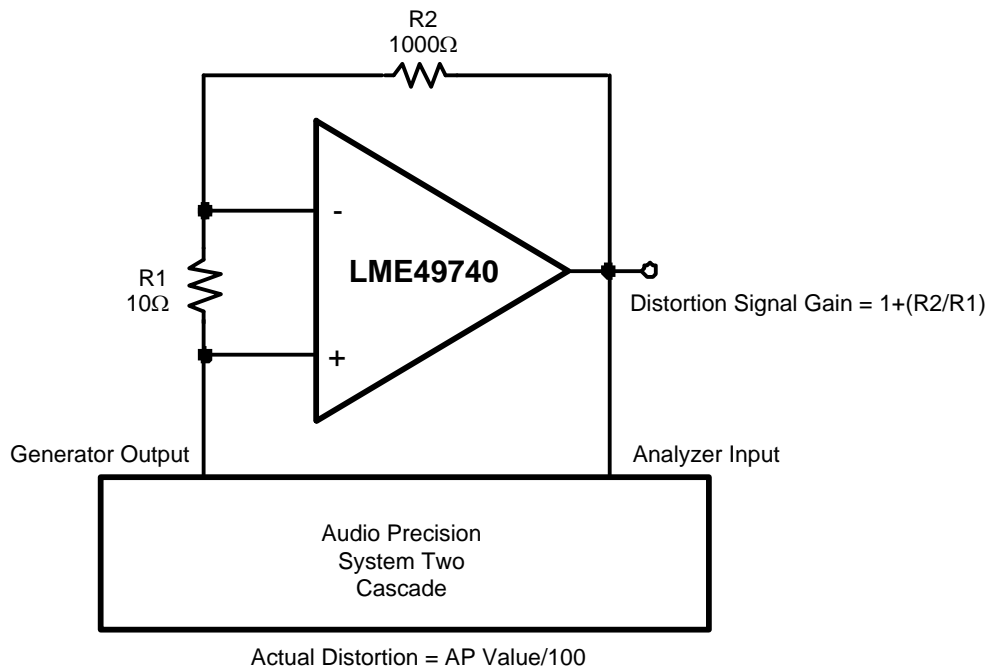 R2
1000Ω
-
LME49740
R1
10Ω
Distortion Signal Gain = 1+(R2/R1)
+
Generator Output
Analyzer Input
Audio Precision
System Two
Cascade
Actual Distortion = AP Value/100